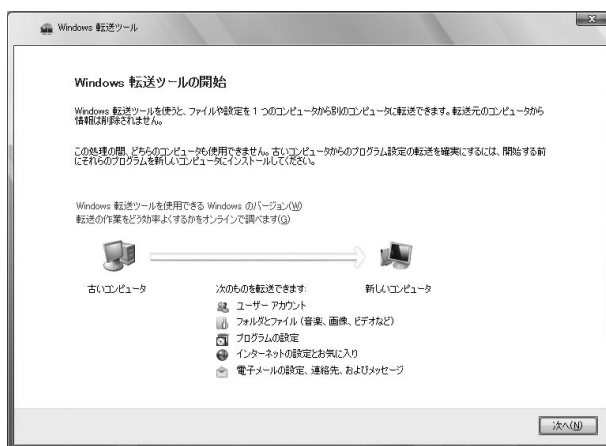 Windows 転送ツール
Windows 転送ツールの開始
Windows 転送ツールを使うと、ファイルや設定を 1 つのコンピュータから別のコンピュータに転送できます。転送元のコンピュータから
情報は削除されません。
この処理の間、どちらのコンピュータも使用できません。古いコンピュータからのプログラム設定の転送を確実にするには、開始する前
にそれらのプログラムを新しいコンピュータにインストールしてください。
Windows 転送ツールを使用できる Windows のバージョン(W)
転送の作業をどう効率よくするかをオンラインで調べます(G)
古いコンピュータ
次のものを転送できます:
新しいコンピュータ
ユーザー アカウント
フォルダとファイル (音楽、画像、ビデオなど)
プログラムの設定
インターネットの設定とお気に入り
電子メールの設定、連絡先、およびメッセージ
次へ(N)